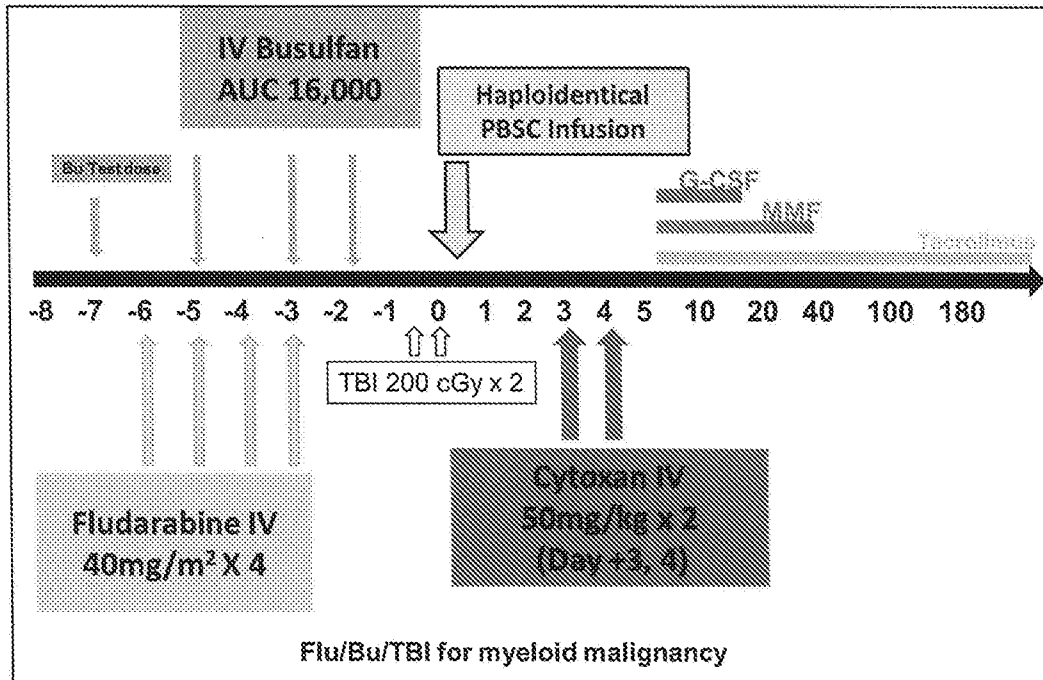 IV Busulfan
AUC 16,000
Haploidentical
PBSC Infusion
Bu Testdose
G-CSF
MMF
Tacrolimus
-8 -7 -6 -5 -4 -3 -2 -1 0 1 2 3 4 5 10 20 40 100 180
TBI 200 cGy x 2
Fludarabine IV
40mg/m² X 4
Cytoxan IV
50mg/kg x 2
(Day +3, 4)
Flu/Bu/TBI for myeloid malignancy